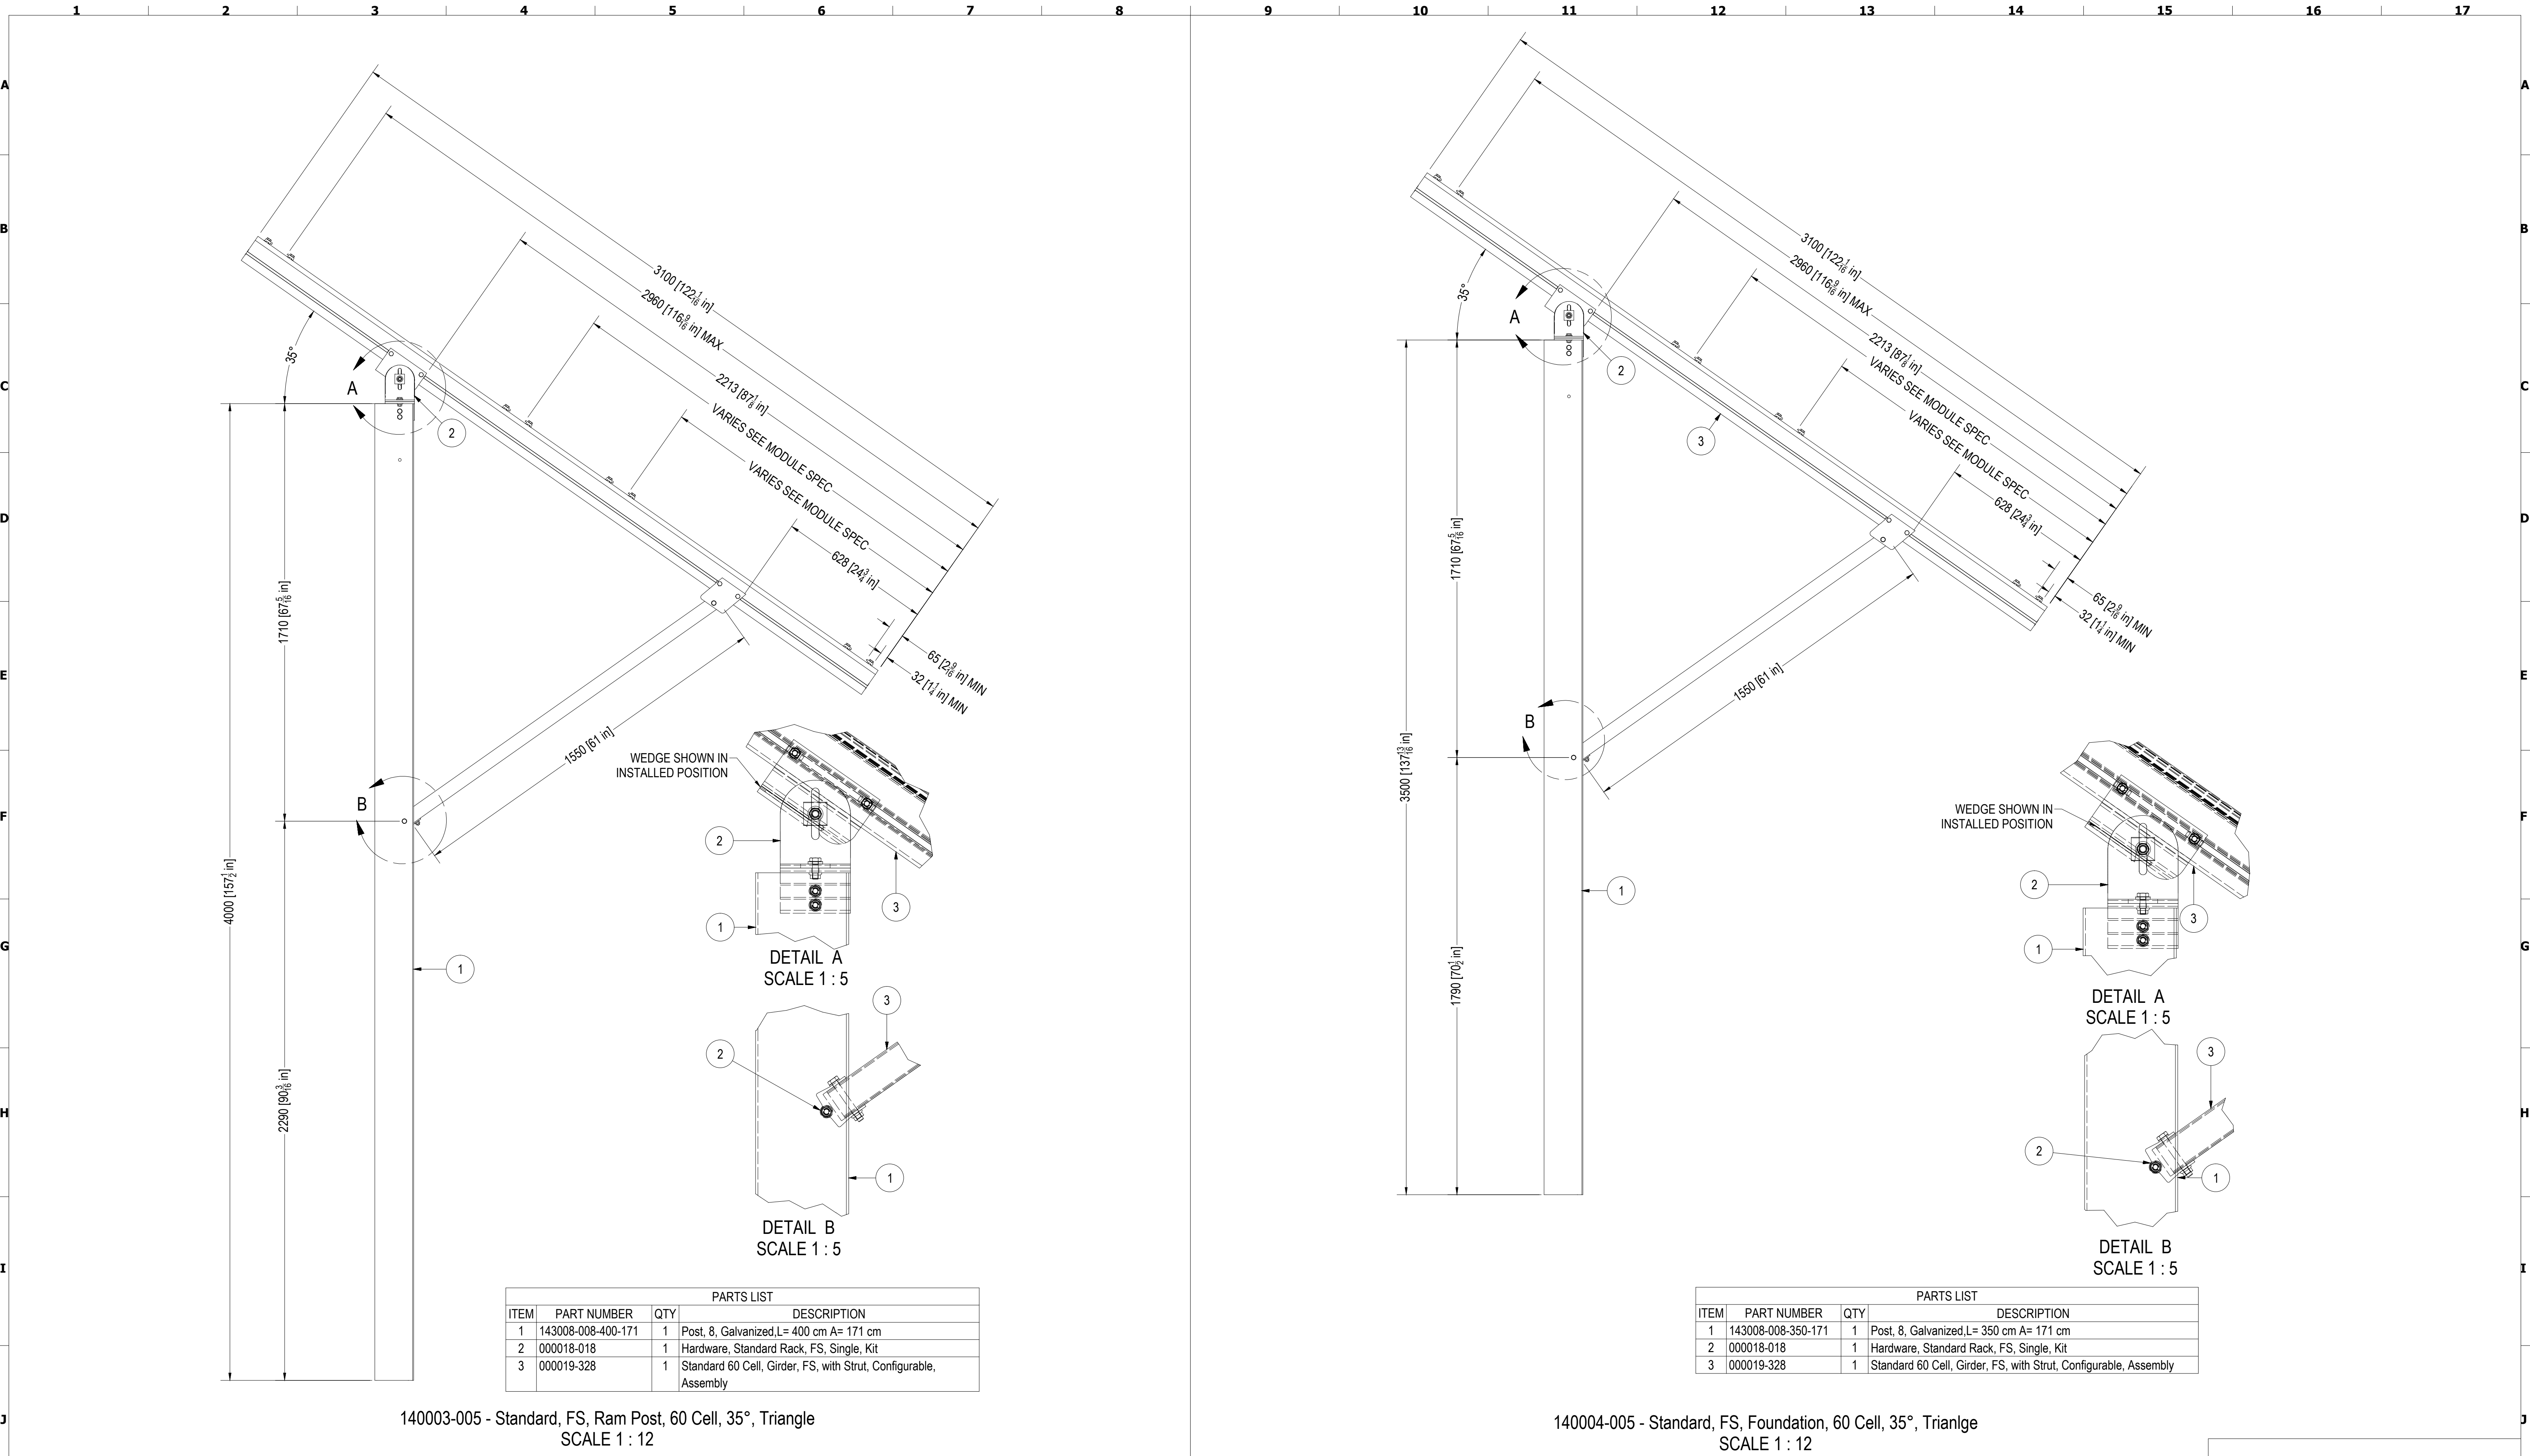 1 2 3 4 5 6 7 8 9 10 11 12 13 14 15 16 17
A
B
C
D
E
F
G
H
I
J
3100 [122 1/16 in]
2960 [116 9/16 in] MAX
2213 [87 1/8 in]
VARIES SEE MODULE SPEC
VARIES SEE MODULE SPEC
628 [24 3/4 in]
65 [2 9/16 in] MIN
32 [1 1/4 in] MIN
35°
A
2
1710 [67 5/16 in]
1550 [61 in]
B
4000 [157 1/2 in]
2290 [90 3/16 in]
1
WEDGE SHOWN IN
INSTALLED POSITION
2
3
1
DETAIL A
SCALE 1 : 5
3
2
1
DETAIL B
SCALE 1 : 5
PARTS LIST
ITEM PART NUMBER QTY DESCRIPTION
1 143008-008-400-171 1 Post, 8, Galvanized,L= 400 cm A= 171 cm
2 000018-018 1 Hardware, Standard Rack, FS, Single, Kit
3 000019-328 1 Standard 60 Cell, Girder, FS, with Strut, Configurable,
Assembly
140003-005 - Standard, FS, Ram Post, 60 Cell, 35°, Triangle
SCALE 1 : 12
3100 [122 1/16 in]
2960 [116 9/16 in] MAX
2213 [87 1/8 in]
VARIES SEE MODULE SPEC
VARIES SEE MODULE SPEC
628 [24 3/4 in]
65 [2 9/16 in] MIN
32 [1 1/4 in] MIN
35°
A
2
3
1710 [67 5/16 in]
1550 [61 in]
B
3500 [137 13/16 in]
1790 [70 1/2 in]
1
WEDGE SHOWN IN
INSTALLED POSITION
2
3
1
DETAIL A
SCALE 1 : 5
3
2
1
DETAIL B
SCALE 1 : 5
PARTS LIST
ITEM PART NUMBER QTY DESCRIPTION
1 143008-008-350-171 1 Post, 8, Galvanized,L= 350 cm A= 171 cm
2 000018-018 1 Hardware, Standard Rack, FS, Single, Kit
3 000019-328 1 Standard 60 Cell, Girder, FS, with Strut, Configurable, Assembly
140004-005 - Standard, FS, Foundation, 60 Cell, 35°, Trianlge
SCALE 1 : 12
A
B
C
D
E
F
G
H
I
J